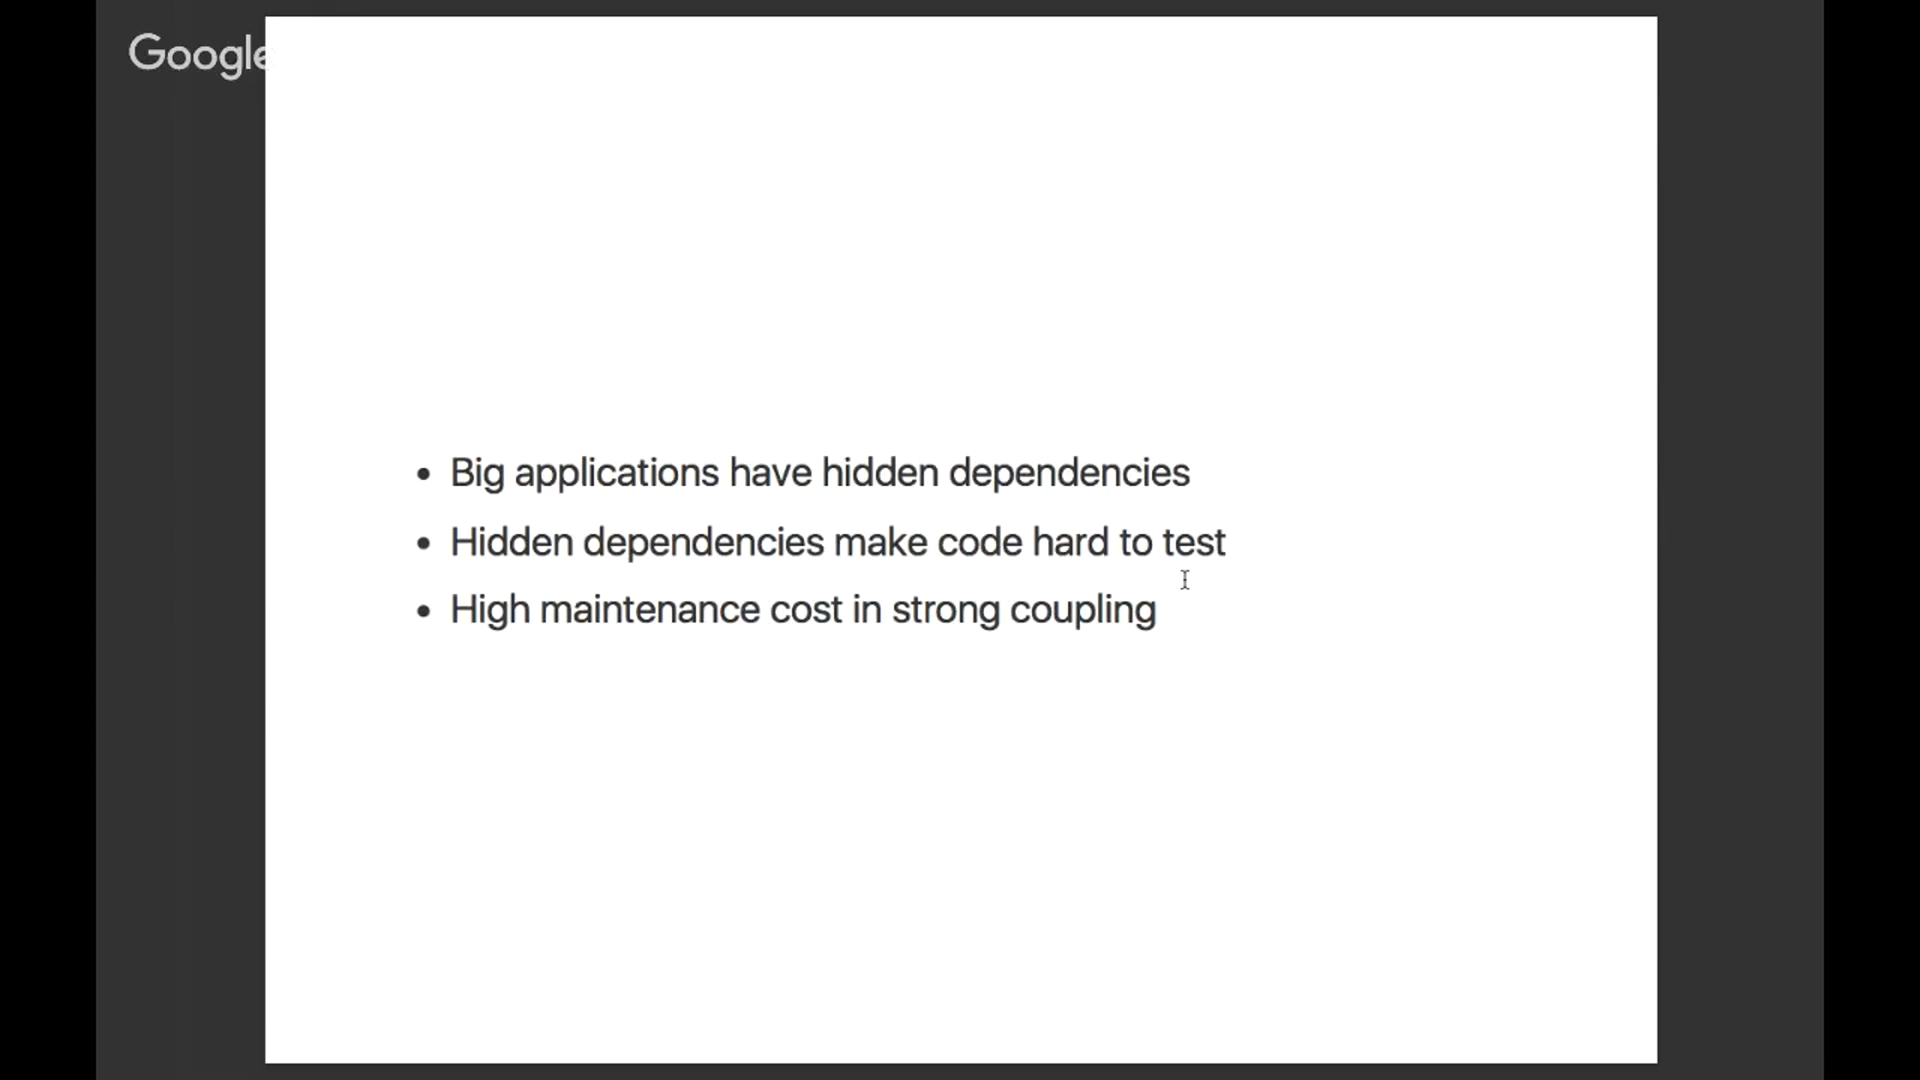 Google
• Big applications have hidden dependencies
• Hidden dependencies make code hard to test
• High maintenance cost in strong coupling